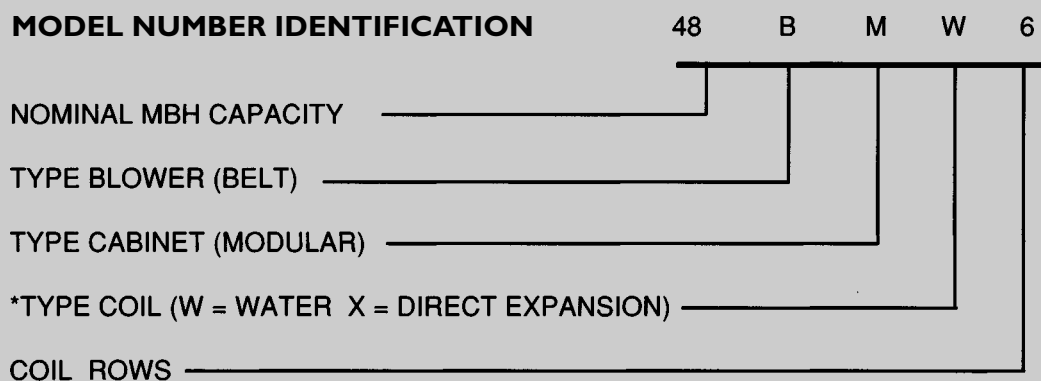 MODEL NUMBER IDENTIFICATION 48 B M W 6
NOMINAL MBH CAPACITY
TYPE BLOWER (BELT)
TYPE CABINET (MODULAR)
*TYPE COIL (W = WATER X = DIRECT EXPANSION)
COIL ROWS